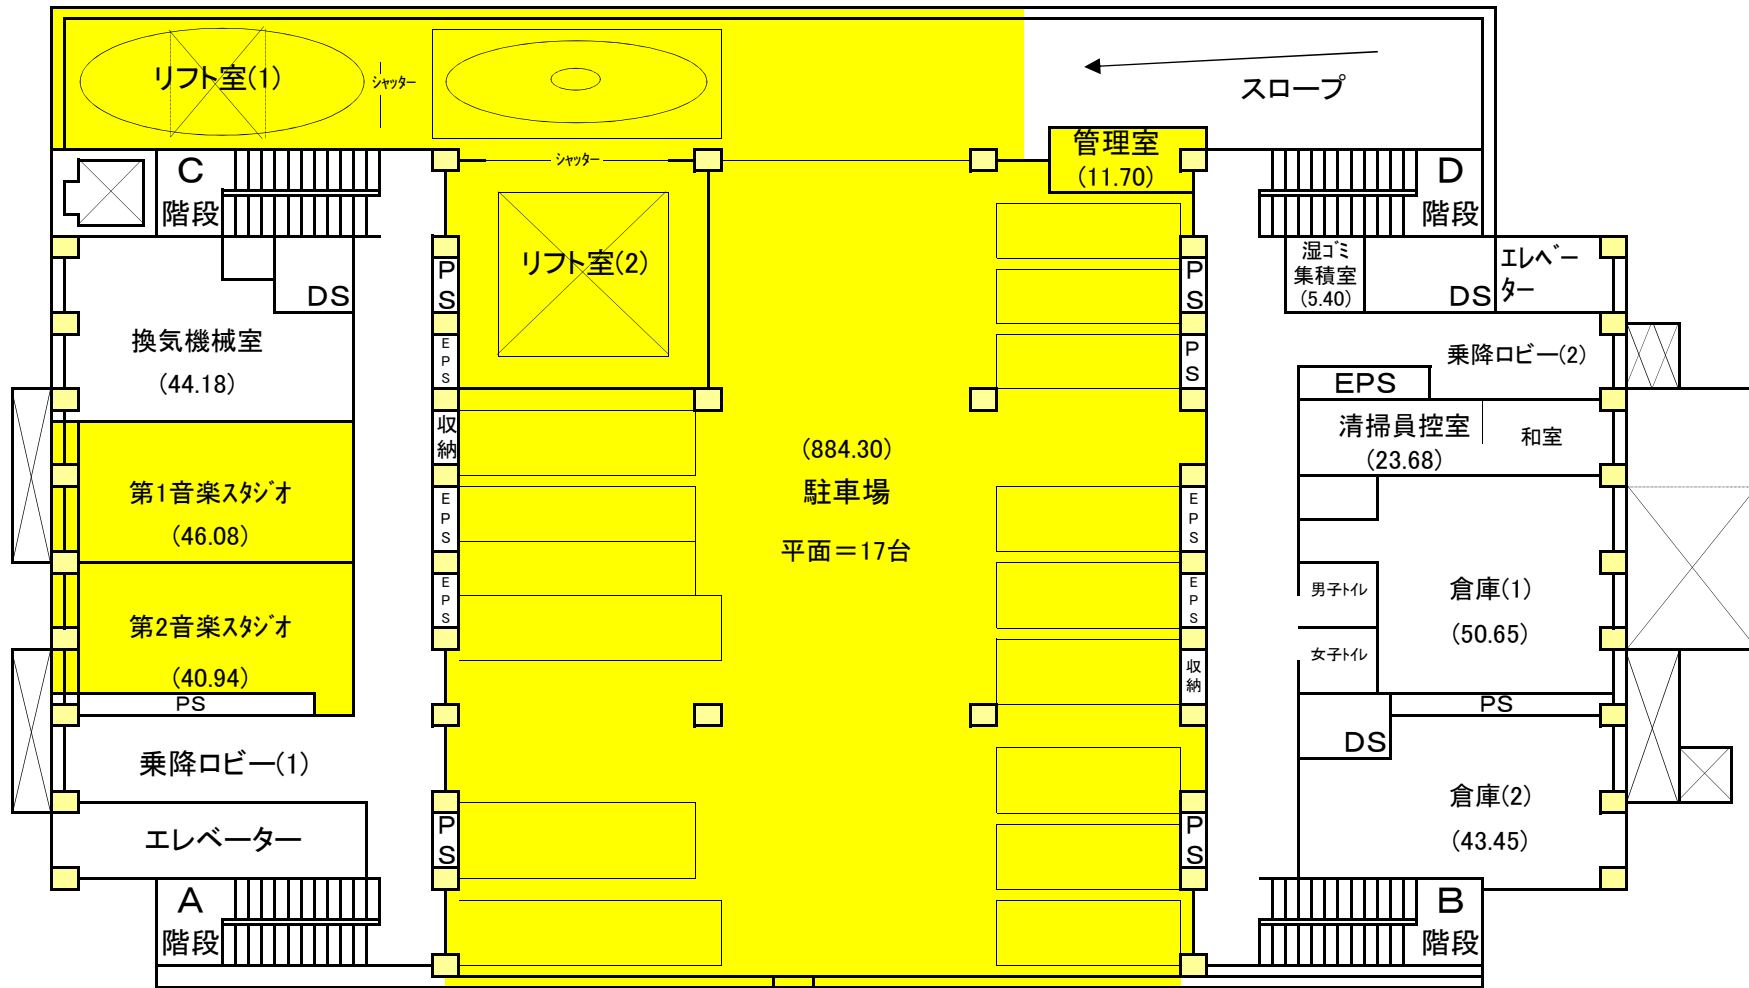 リフト室(1)
シャッター
スロープ
管理室
(11.70)
シャッター
C
階段
D
階段
リフト室(2)
PS
PS
湿ゴミ
集積室
(5.40)
エレベー
ター
DS
DS
換気機械室
(44.18)
EPS
PS
乗降ロビー(2)
EPS
収納
清掃員控室
(23.68)
和室
(884.30)
駐車場
平面＝17台
第1音楽スタジオ
(46.08)
EPS
EPS
EPS
EPS
男子トイレ
倉庫(1)
(50.65)
第2音楽スタジオ
(40.94)
女子トイレ
収納
PS
PS
DS
乗降ロビー(1)
倉庫(2)
(43.45)
エレベーター
PS
PS
A
階段
B
階段